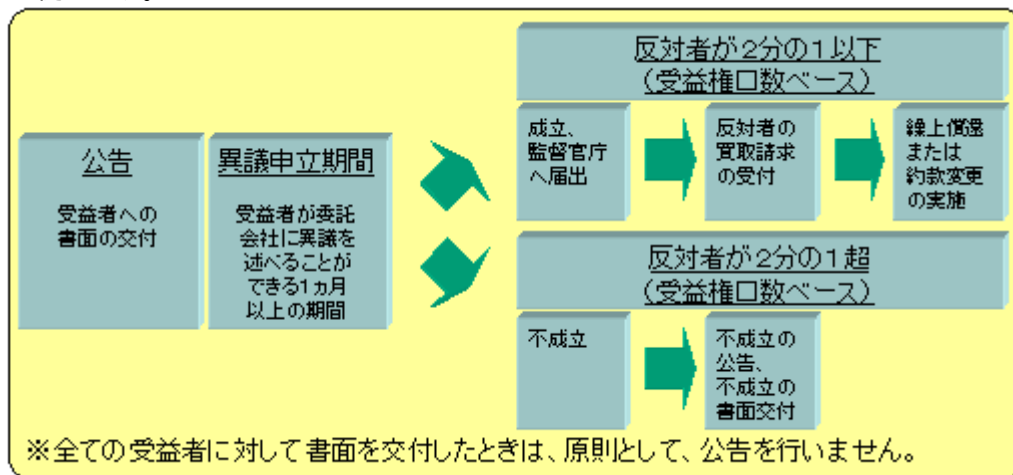 公告
受益者への
書面の交付
異議申立期間
受益者が委託
会社に異議を
述べることが
できる1ヵ月
以上の期間
反対者が2分の1以下
(受益権口数ベース)
成立、
監督官庁
へ届出
反対者の
買取請求
の受付
繰上償還
または
約款変更
の実施
反対者が2分の1超
(受益権口数ベース)
不成立
不成立の
公告、
不成立の
書面交付
※全ての受益者に対して書面を交付したときは、原則として、公告を行いません。